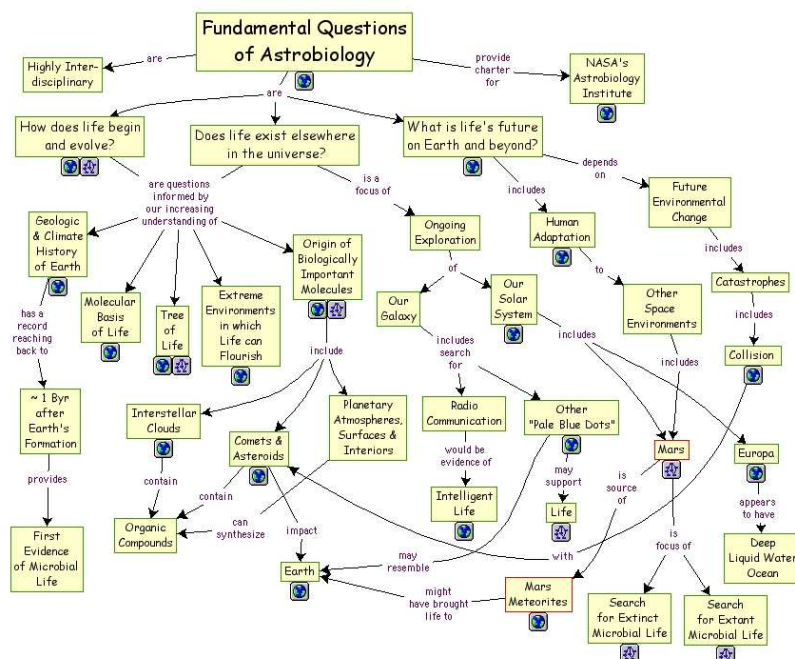 Fundamental Questions
of Astrobiology
are
Highly Inter-
disciplinary
provide
charter
for
NASA's
Astrobiology
Institute
are
How does life begin
and evolve?
Does life exist elsewhere
in the universe?
What is life's future
on Earth and beyond?
are questions
informed by
our increasing
understanding of
is a
focus of
includes
depends
on
Future
Environmental
Change
Geologic
& Climate
History
of Earth
Molecular
Basis
of Life
Tree
of
Life
Extreme
Environments
in which
Life can
Flourish
Origin of
Biologically
Important
Molecules
Ongoing
Exploration
of
Our
Galaxy
Our
Solar
System
Human
Adaptation
to
Other
Space
Environments
includes
Catastrophes
includes
Collision
has a
record
reaching
back to
include
includes
search
for
includes
includes
~ 1 Byr
after
Earth's
Formation
Interstellar
Clouds
Comets &
Asteroids
Planetary
Atmospheres,
Surfaces &
Interiors
Radio
Communication
Other
"Pale Blue Dots"
Mars
Europa
provides
contain
contain
can
synthesize
impact
would be
evidence of
may
support
is
source
of
appears
to have
First
Evidence
of Microbial
Life
Organic
Compounds
Intelligent
Life
Life
is
focus of
Deep
Liquid Water
Ocean
Earth
may
resemble
with
might
have brought
life to
Mars
Meteorites
Search
for Extinct
Microbial Life
Search
for Extant
Microbial Life